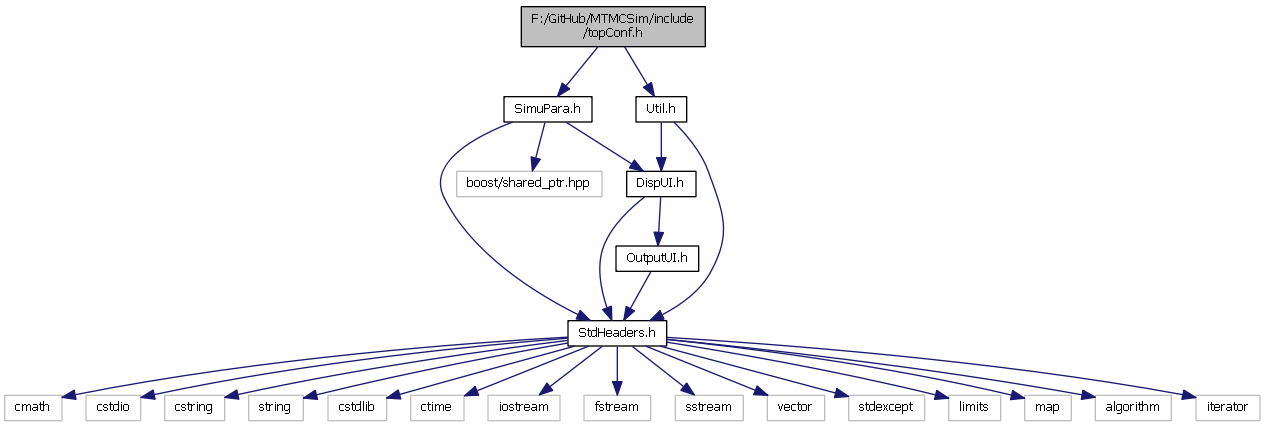 F:/GitHub/MTMCSim/include
/topConf.h
SimuPara.h
Util.h
boost/shared_ptr.hpp
DispUI.h
OutputUI.h
StdHeaders.h
cmath
cstdio
cstring
string
cstdlib
ctime
iostream
fstream
sstream
vector
stdexcept
limits
map
algorithm
iterator